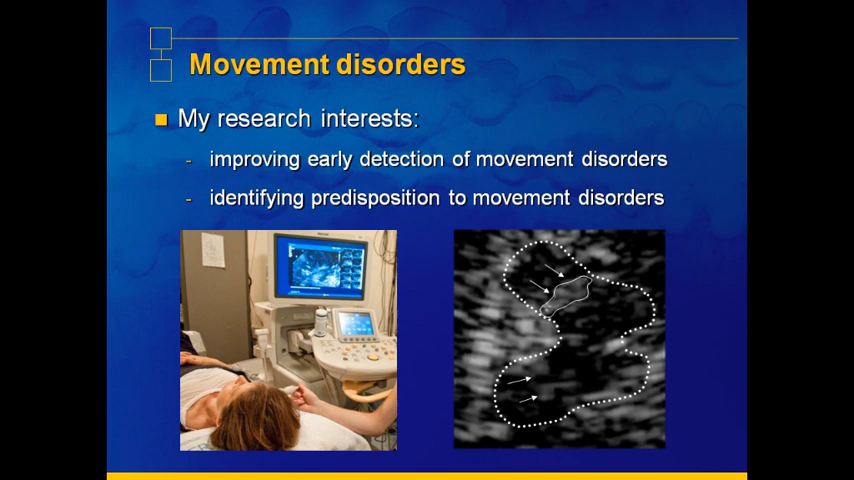 Movement disorders
My research interests:
- improving early detection of movement disorders
- identifying predisposition to movement disorders